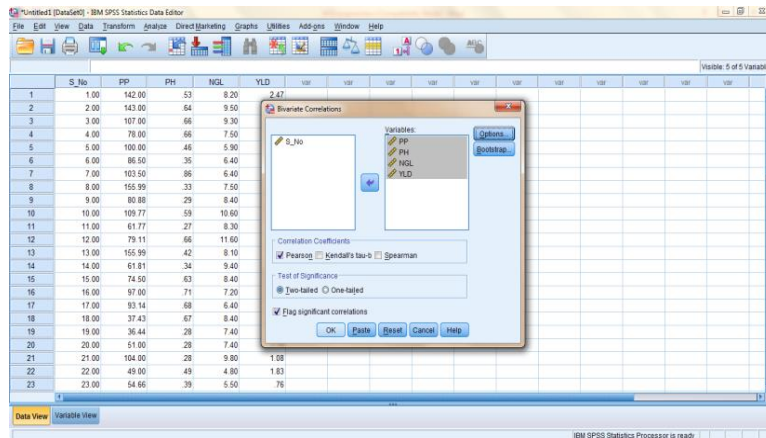 *Untitled1 [DataSet0] - IBM SPSS Statistics Data Editor
File Edit View Data Transform Analyze Direct Marketing Graphs Utilities Add-ons Window Help
Visible: 5 of 5 Variabl
S_No PP PH NGL YLD var var var var var var var var var
1 1.00 142.00 .53 8.20 2.47
2 2.00 143.00 .64 9.50
3 3.00 107.00 .66 9.30
4 4.00 78.00 .66 7.50
5 5.00 100.00 .46 5.90
6 6.00 86.50 .35 6.40
7 7.00 103.50 .86 6.40
8 8.00 155.99 .33 7.50
9 9.00 80.88 .29 8.40
10 10.00 109.77 .59 10.60
11 11.00 61.77 .27 8.30
12 12.00 79.11 .66 11.60
13 13.00 155.99 .42 8.10
14 14.00 61.81 .34 9.40
15 15.00 74.50 .63 8.40
16 16.00 97.00 .71 7.20
17 17.00 93.14 .68 6.40
18 18.00 37.43 .67 8.40
19 19.00 36.44 .28 7.40
20 20.00 51.00 .28 7.40
21 21.00 104.00 .28 9.80 1.08
22 22.00 49.00 .49 4.80 1.83
23 23.00 54.66 .39 5.50 .76
Bivariate Correlations
Variables:
S_No
PP
PH
NGL
YLD
Options...
Bootstrap...
Correlation Coefficients
Pearson Kendall's tau-b Spearman
Test of Significance
Two-tailed One-tailed
Flag significant correlations
OK Paste Reset Cancel Help
Data View Variable View
IBM SPSS Statistics Processor is ready